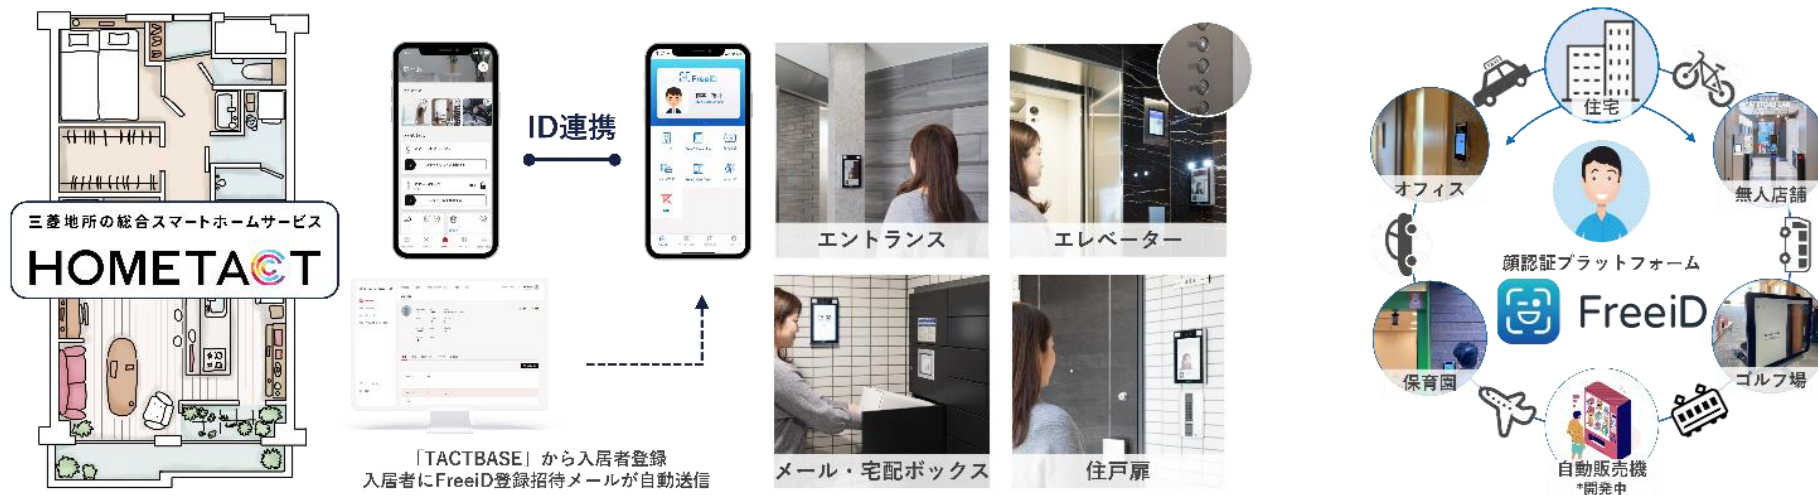 三菱地所の総合スマートホームサービス
HOMETACT
ID連携
FreeiD
「TACTBASE」から入居者登録
入居者にFreeiD登録招待メールが自動送信
エントランス
エレベーター
メール・宅配ボックス
住戸扉
住宅
TAXI
オフィス
無人店舗
顔認証プラットフォーム
FreeiD
保育園
ゴルフ場
自動販売機
*開発中